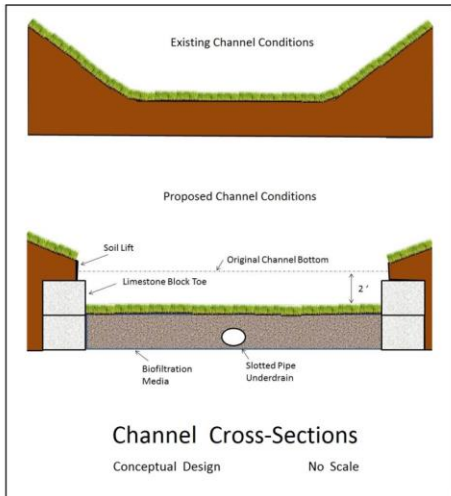 Existing Channel Conditions
Proposed Channel Conditions
Soil Lift
Original Channel Bottom
Limestone Block Toe
2 '
Biofiltration
Media
Slotted Pipe
Underdrain
Channel Cross-Sections
Conceptual Design No Scale